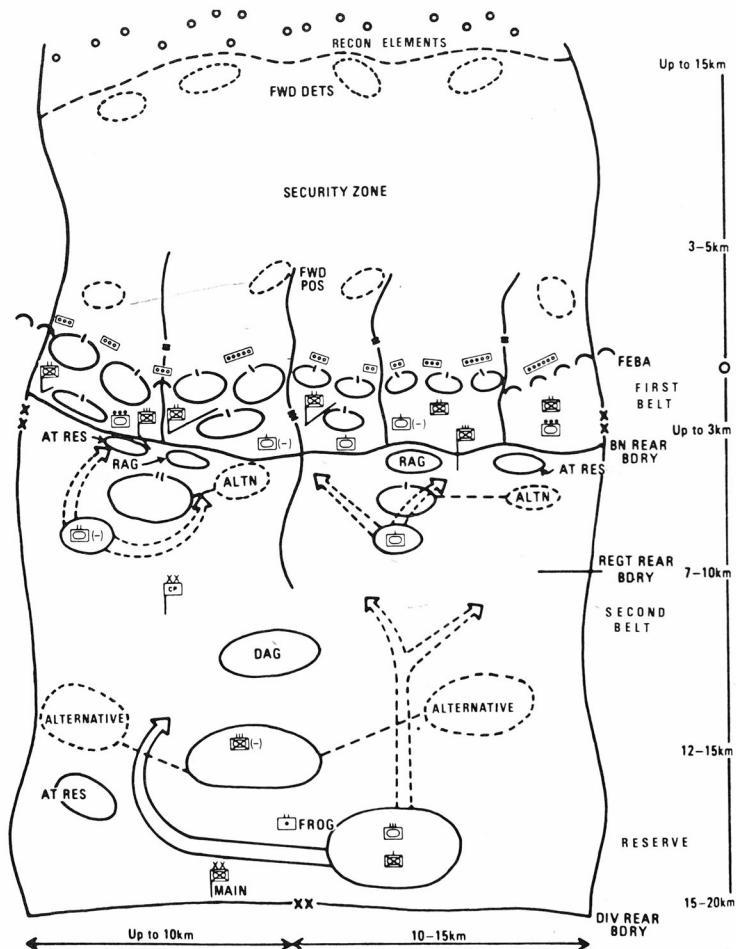 RECON ELEMENTS
Up to 15km
FWD DETS
SECURITY ZONE
3–5km
FWD
POS
FEBA
FIRST
BELT
Up to 3km
(–)
(–)
BN REAR
BDRY
AT RES
RAG
RAG
AT RES
ALTN
ALTN
(–)
REGT REAR
BDRY
7–10km
CP
SECOND
BELT
DAG
ALTERNATIVE
ALTERNATIVE
(–)
12–15km
AT RES
FROG
RESERVE
MAIN
15–20km
DIV REAR
BDRY
Up to 10km
10–15km